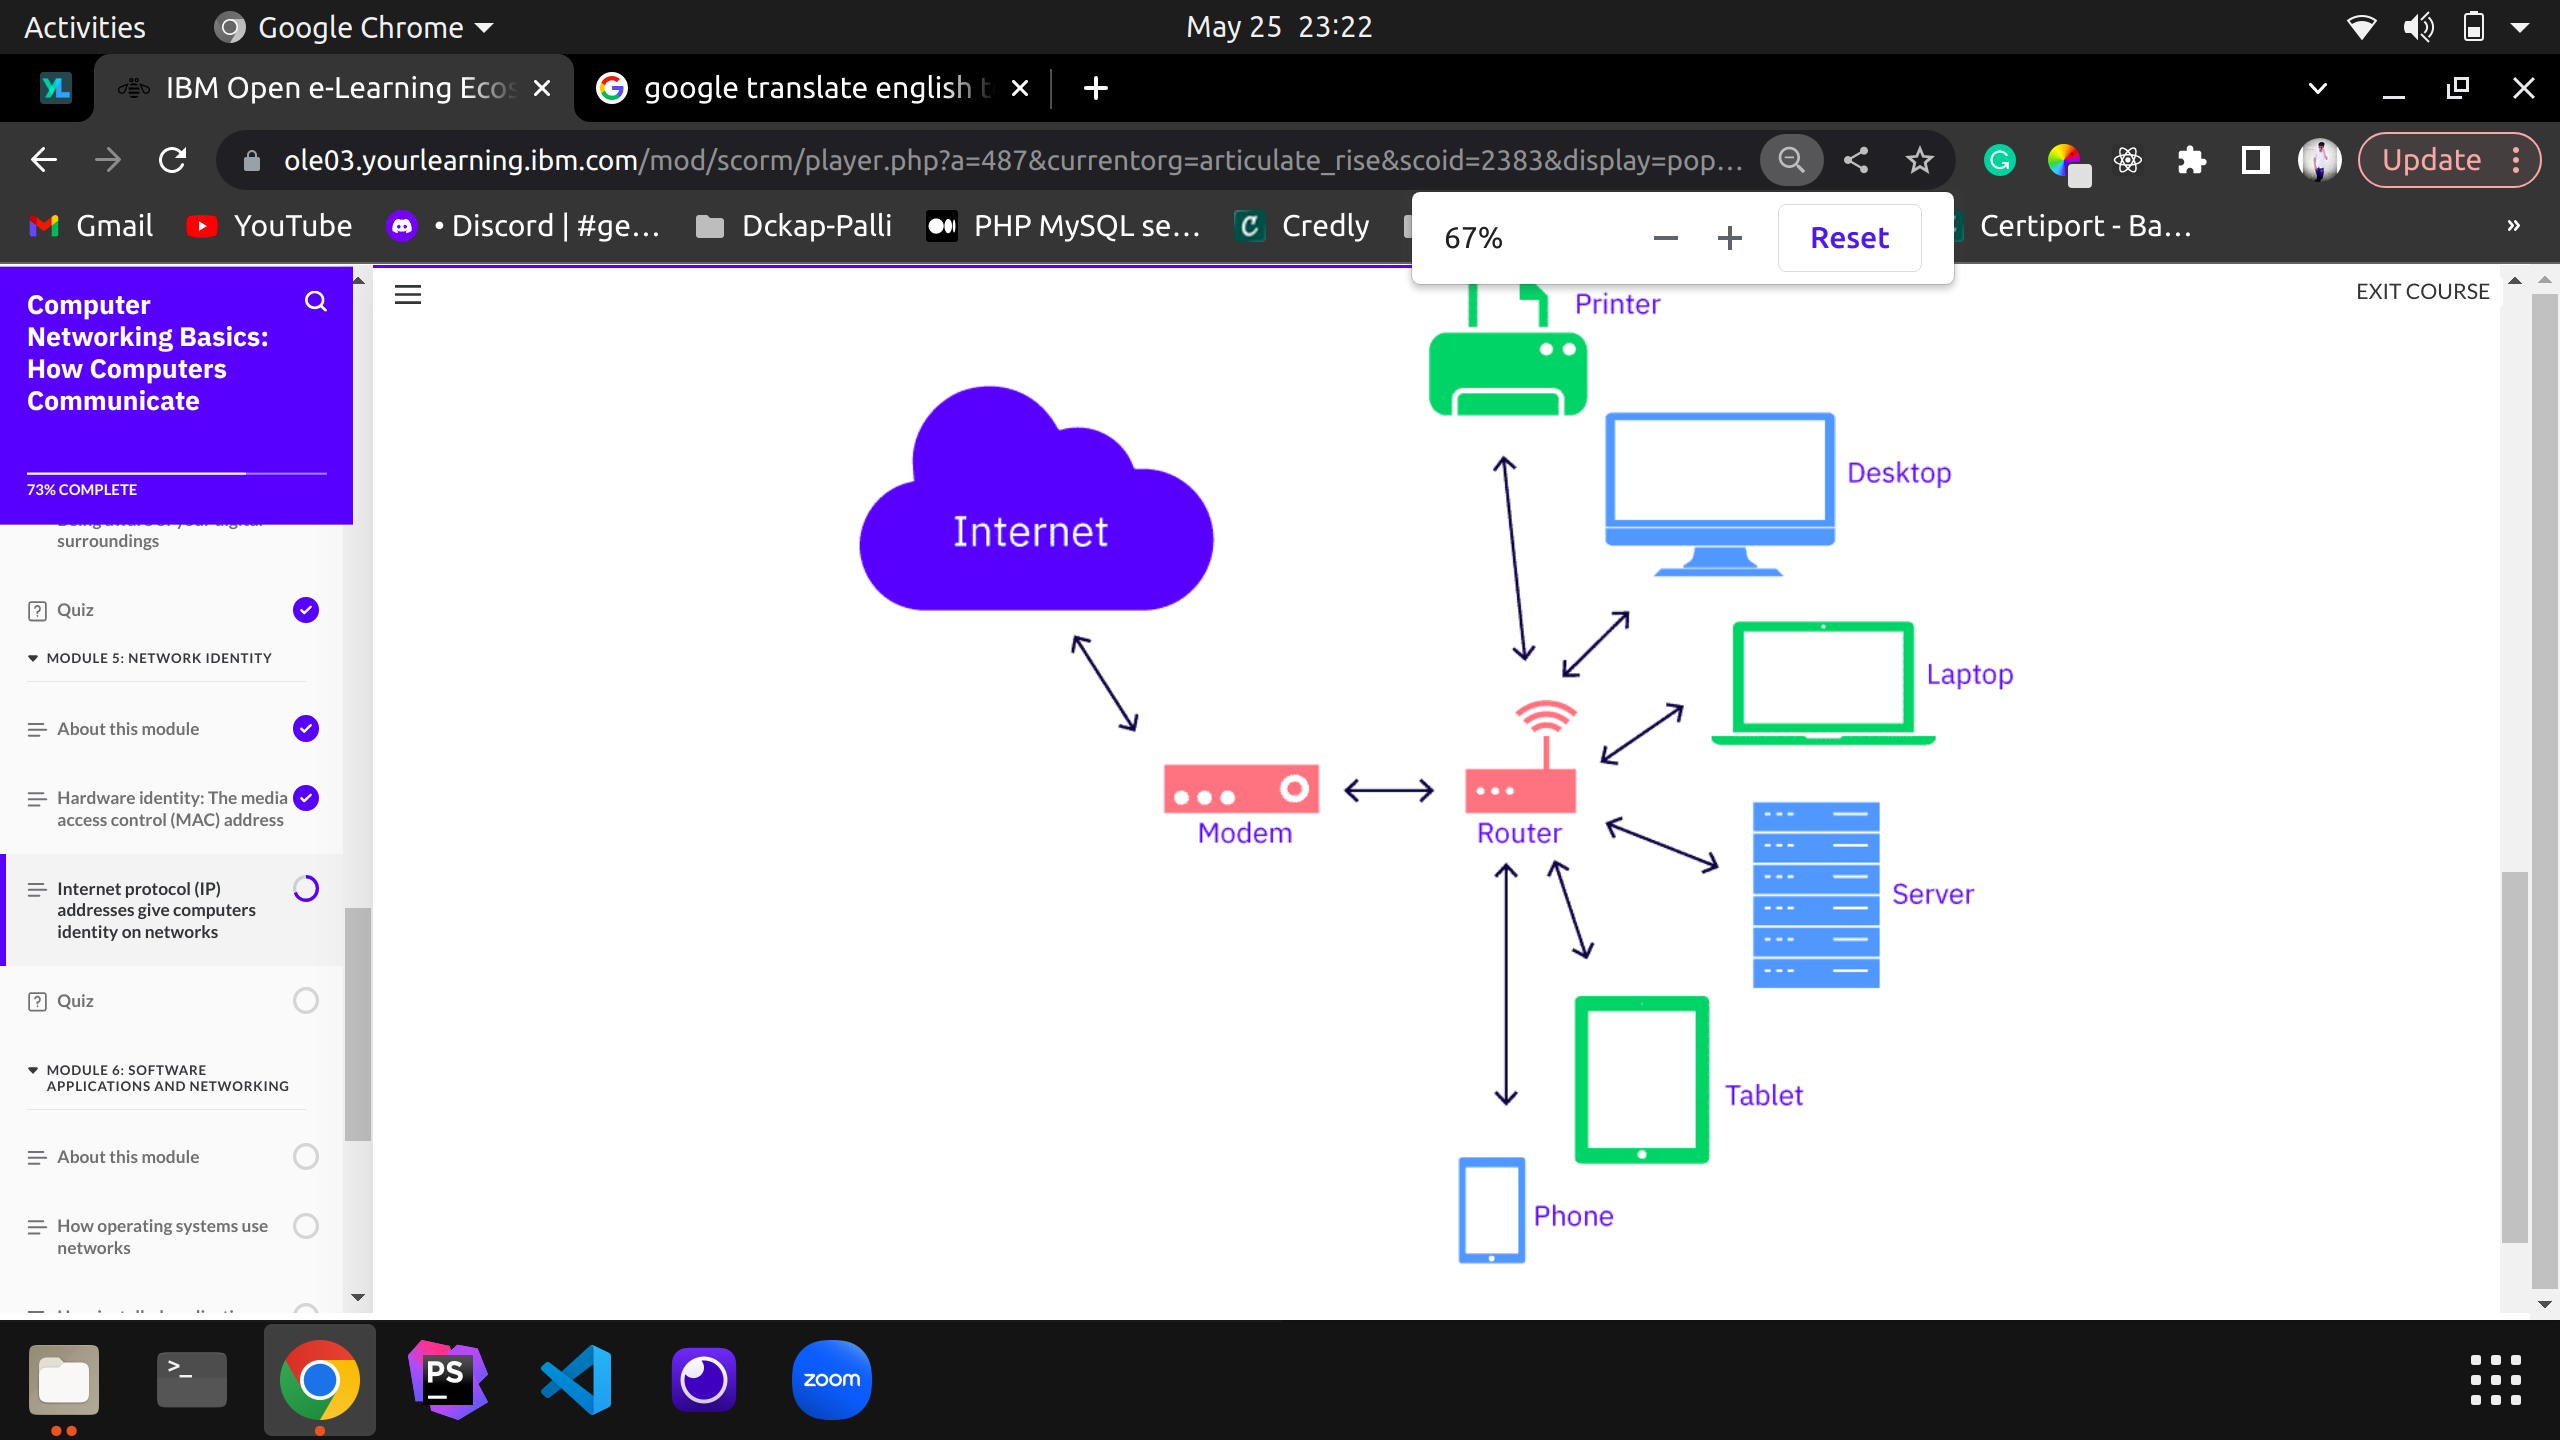 Activities
Google Chrome
May 25 23:22
IBM Open e-Learning Ecos
google translate english t
ole03.yourlearning.ibm.com/mod/scorm/player.php?a=487&currentorg=articulate_rise&scoid=2383&display=pop...
Update
Gmail
YouTube
• Discord | #ge...
Dckap-Palli
PHP MySQL se...
Credly
Certiport - Ba...
»
67%
Reset
Computer
Networking Basics:
How Computers
Communicate
73% COMPLETE
surroundings
Quiz
MODULE 5: NETWORK IDENTITY
About this module
Hardware identity: The media
access control (MAC) address
Internet protocol (IP)
addresses give computers
identity on networks
Quiz
MODULE 6: SOFTWARE
APPLICATIONS AND NETWORKING
About this module
How operating systems use
networks
EXIT COURSE
Printer
Desktop
Internet
Laptop
Modem
Router
Server
Tablet
Phone
PS
zoom